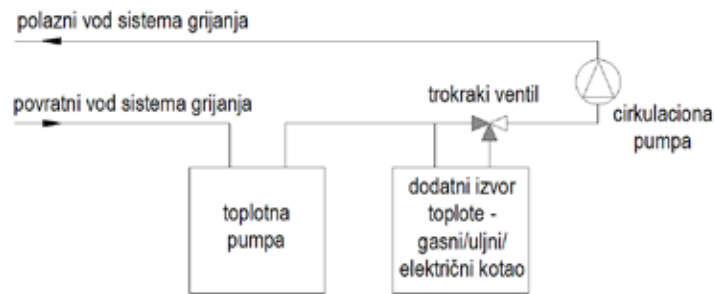 polazni vod sistema grijanja
povratni vod sistema grijanja
trokraki ventil
cirkulaciona
pumpa
toplotna
pumpa
dodatni izvor
toplote -
gasni/uljni/
električni kotao